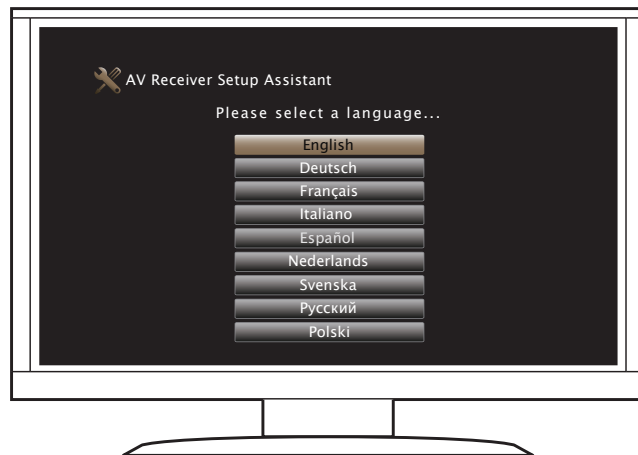 AV Receiver Setup Assistant
Please select a language...
English
Deutsch
Français
Italiano
Español
Nederlands
Svenska
Русский
Polski